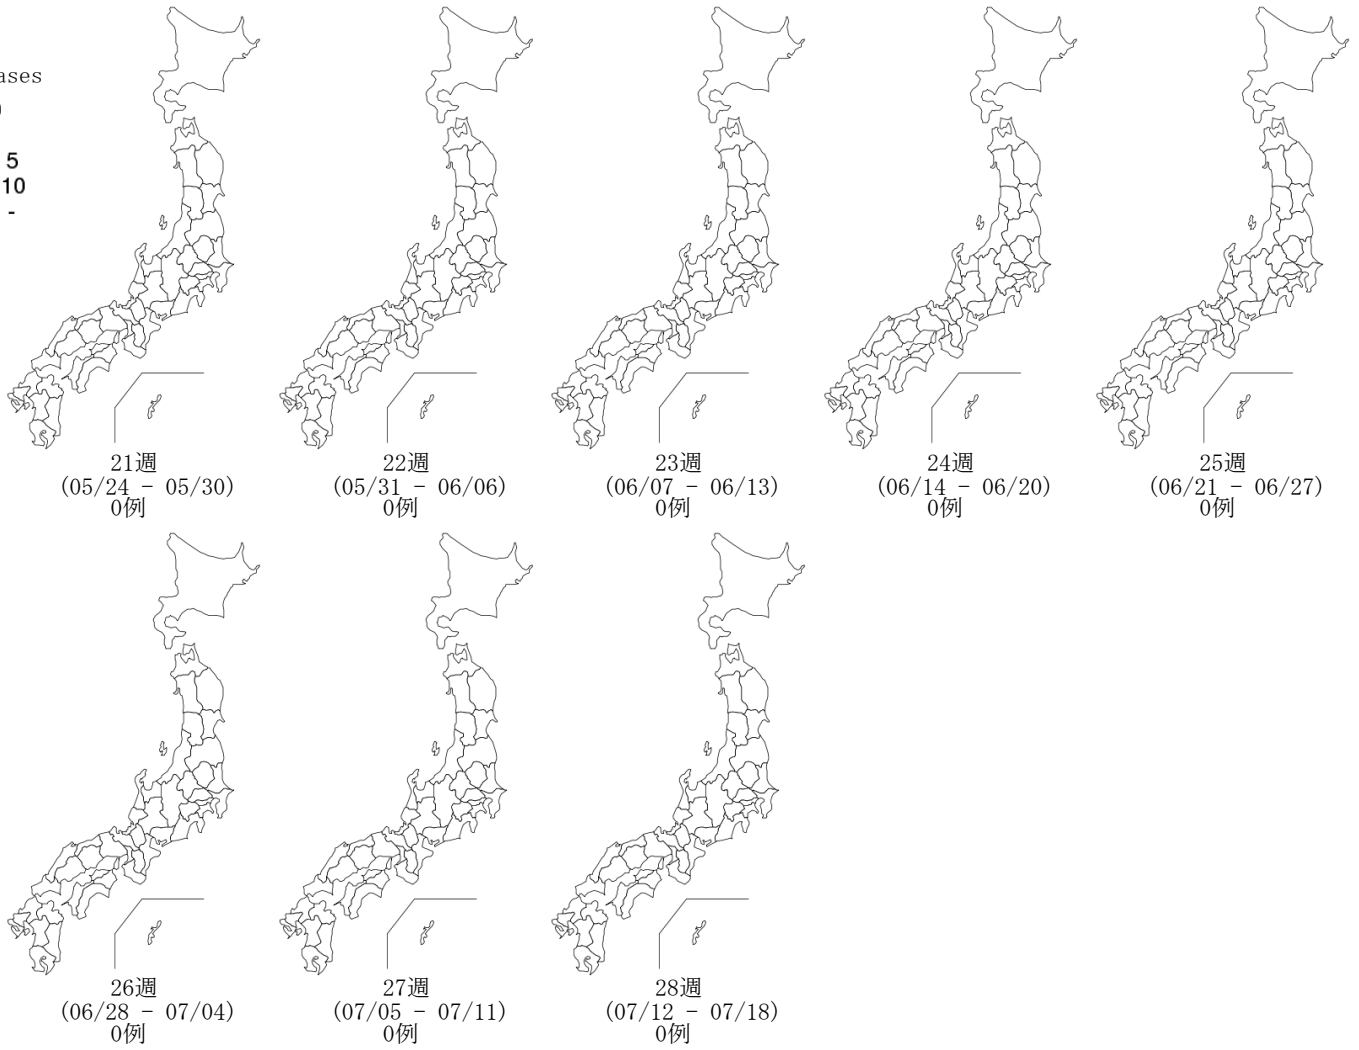 ases
5
10
-
21週
(05/24 - 05/30)
0例
22週
(05/31 - 06/06)
0例
23週
(06/07 - 06/13)
0例
24週
(06/14 - 06/20)
0例
25週
(06/21 - 06/27)
0例
26週
(06/28 - 07/04)
0例
27週
(07/05 - 07/11)
0例
28週
(07/12 - 07/18)
0例